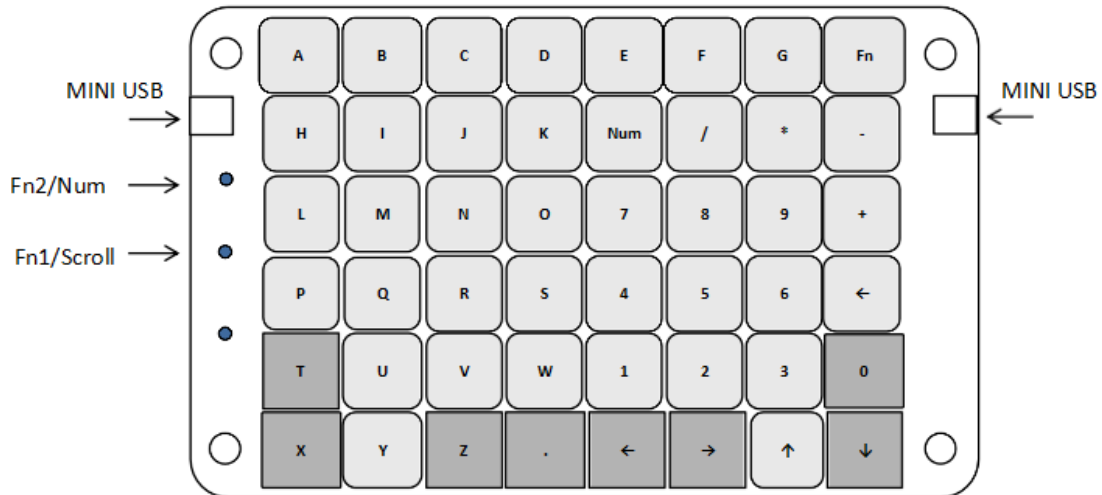 A B C D E F G Fn
MINI USB
MINI USB
H I J K Num / * -
Fn2/Num
L M N O 7 8 9 +
Fn1/Scroll
P Q R S 4 5 6 ←
T U V W 1 2 3 0
X Y Z . ← → ↑ ↓